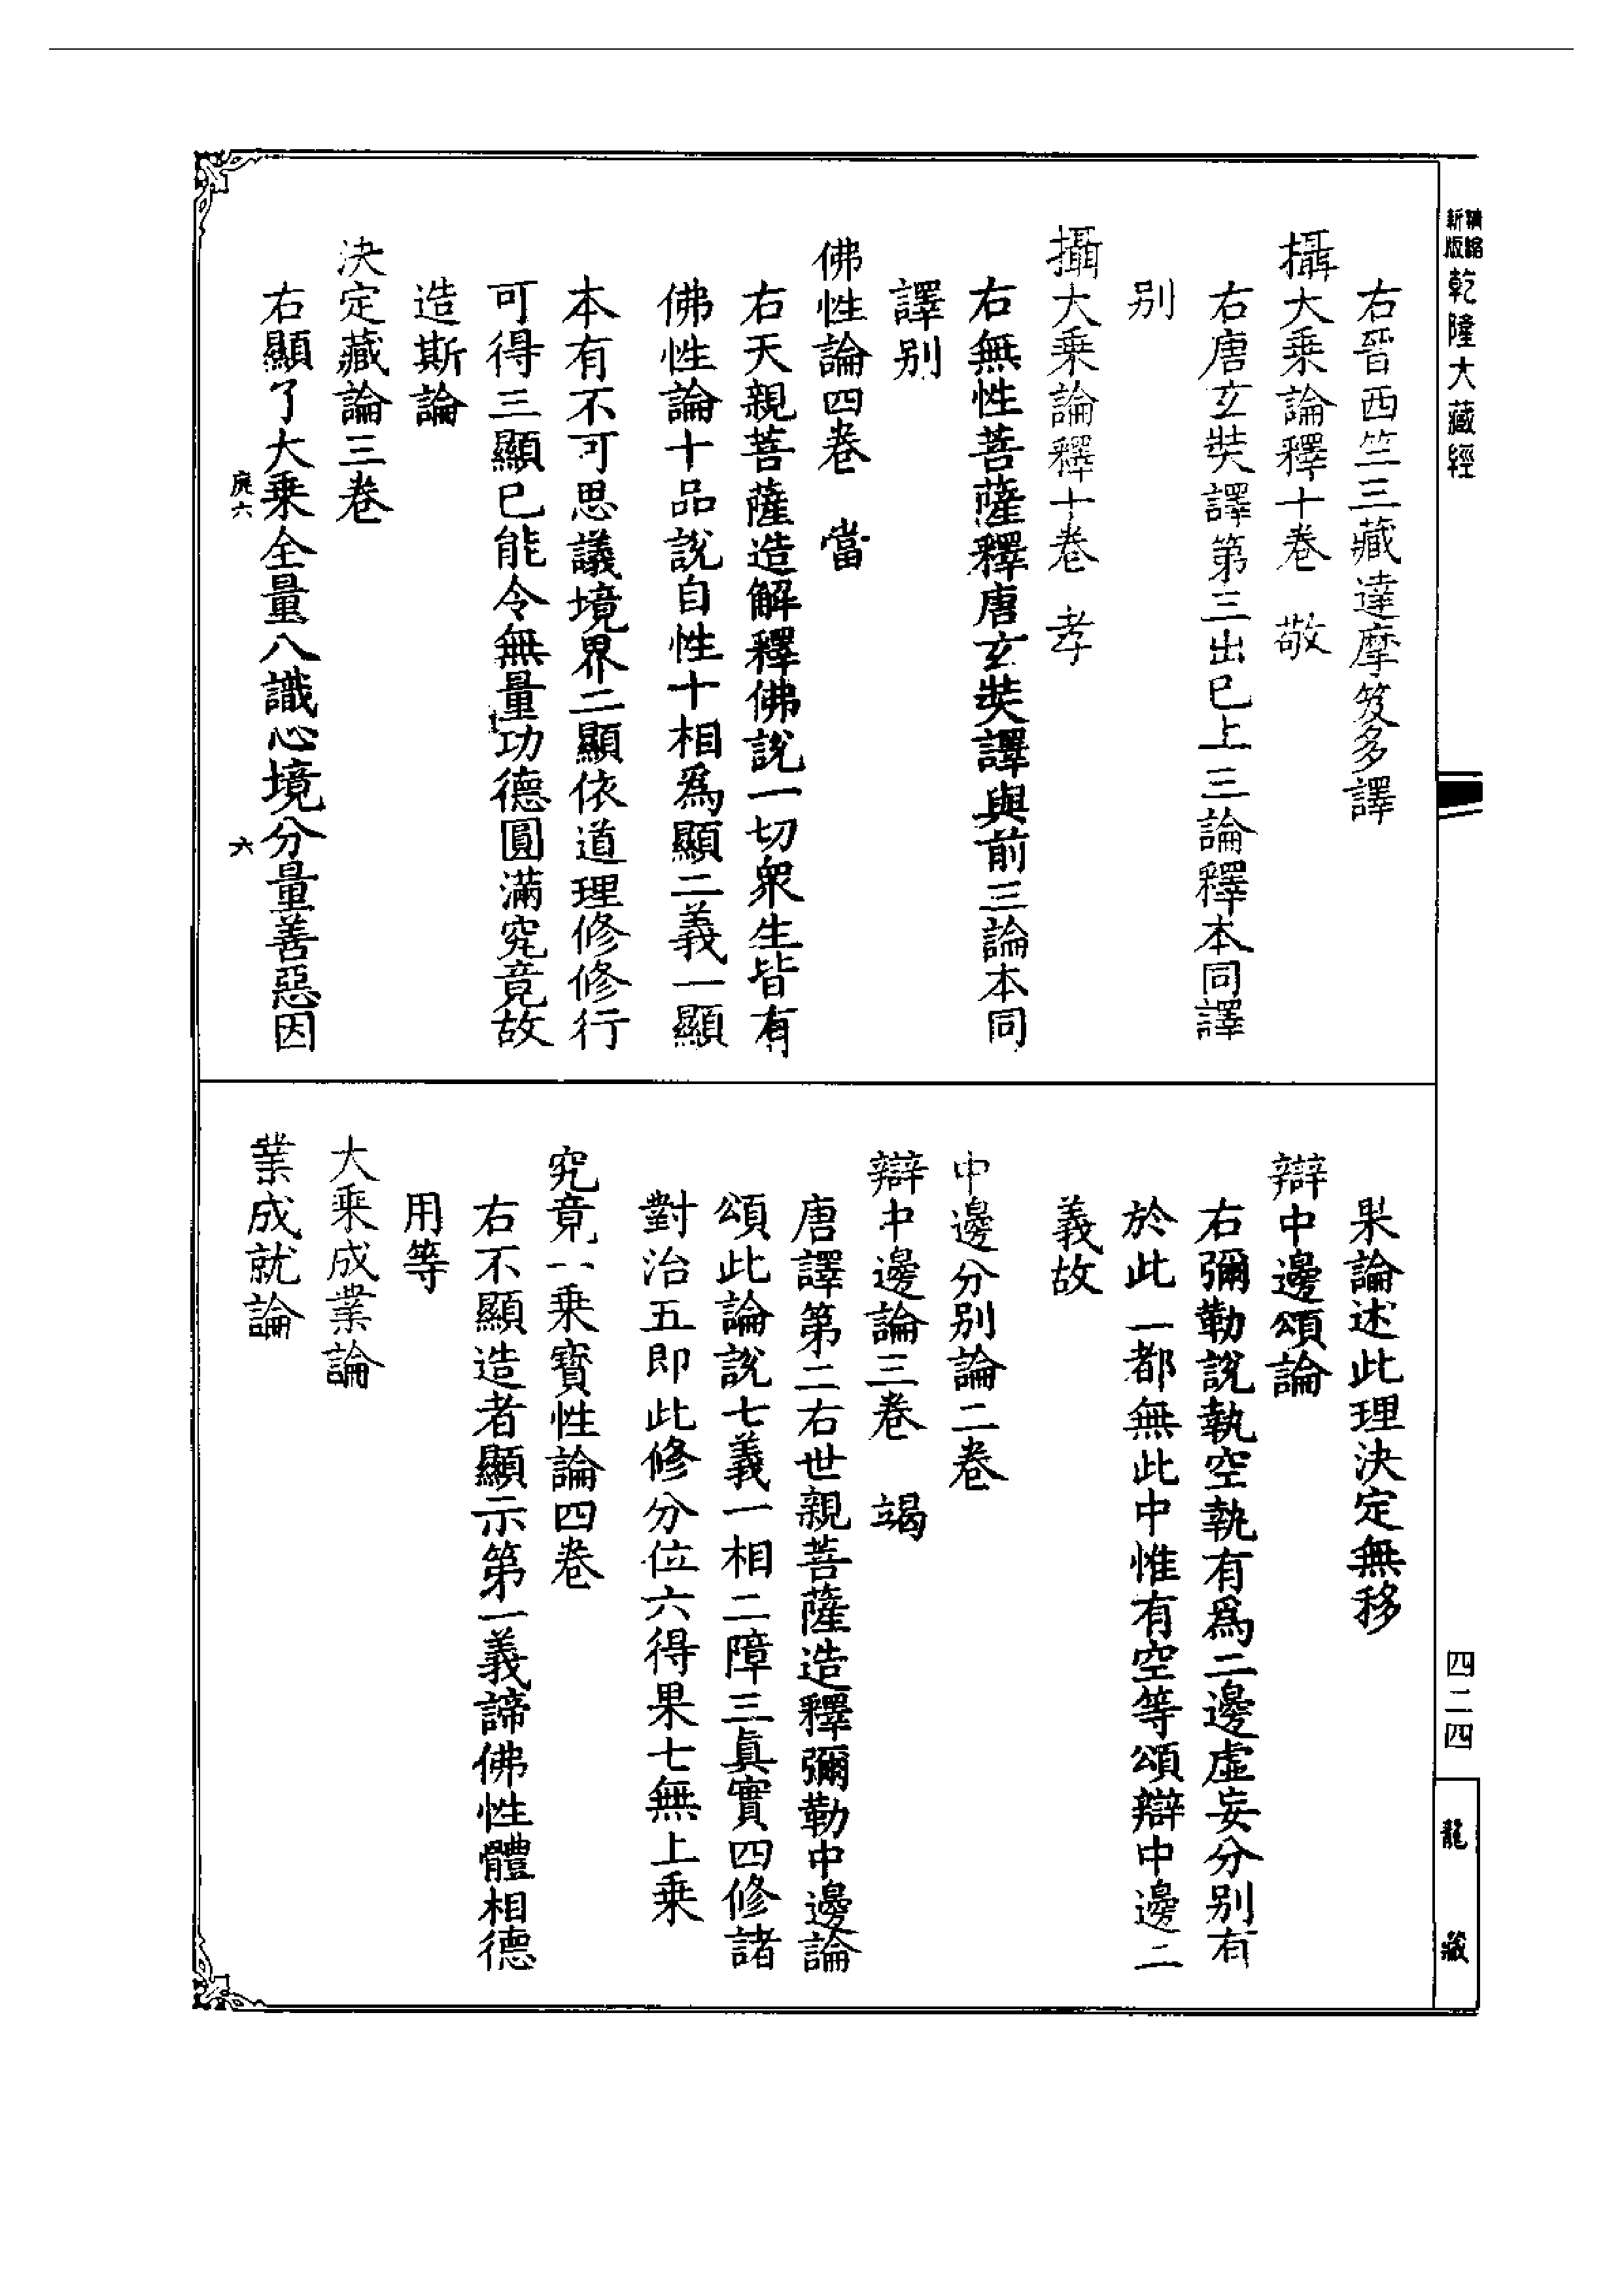 精縮新版乾隆大藏經
右晉西竺三藏達摩笈多譯
攝大乘論釋十卷　敬
右唐玄奘譯第三出巳上三論釋本同譯
别
攝大乘論釋十卷　孝
右無性菩薩釋唐玄奘譯與前三論本同
譯别
佛性論四卷　當
右天親菩薩造解釋佛說一切衆生皆有
佛性論十品說自性十相爲顯二義一顯
本有不可思議境界二顯依道理修修行
可得三顯巳能令無量功德圓滿究竟故
造斯論
決定藏論三卷
右顯了大乘全量八識心境分量善惡因
六
果論述此理決定無移
辯中邊頌論
右彌勒說執空執有爲二邊虛妄分别有
於此一都無此中惟有空等頌辯中邊二
義故
中邊分别論二卷
辯中邊論三卷　竭
唐譯第二右世親菩薩造釋彌勒中邊論
頌此論說七義一相二障三眞實四修諸
對治五即此修分位六得果七無上乘
究竟一乘寳性論四卷
右不顯造者顯示第一義諦佛性體相德
用等
大乘成業論
業成就論
四二四
龍藏